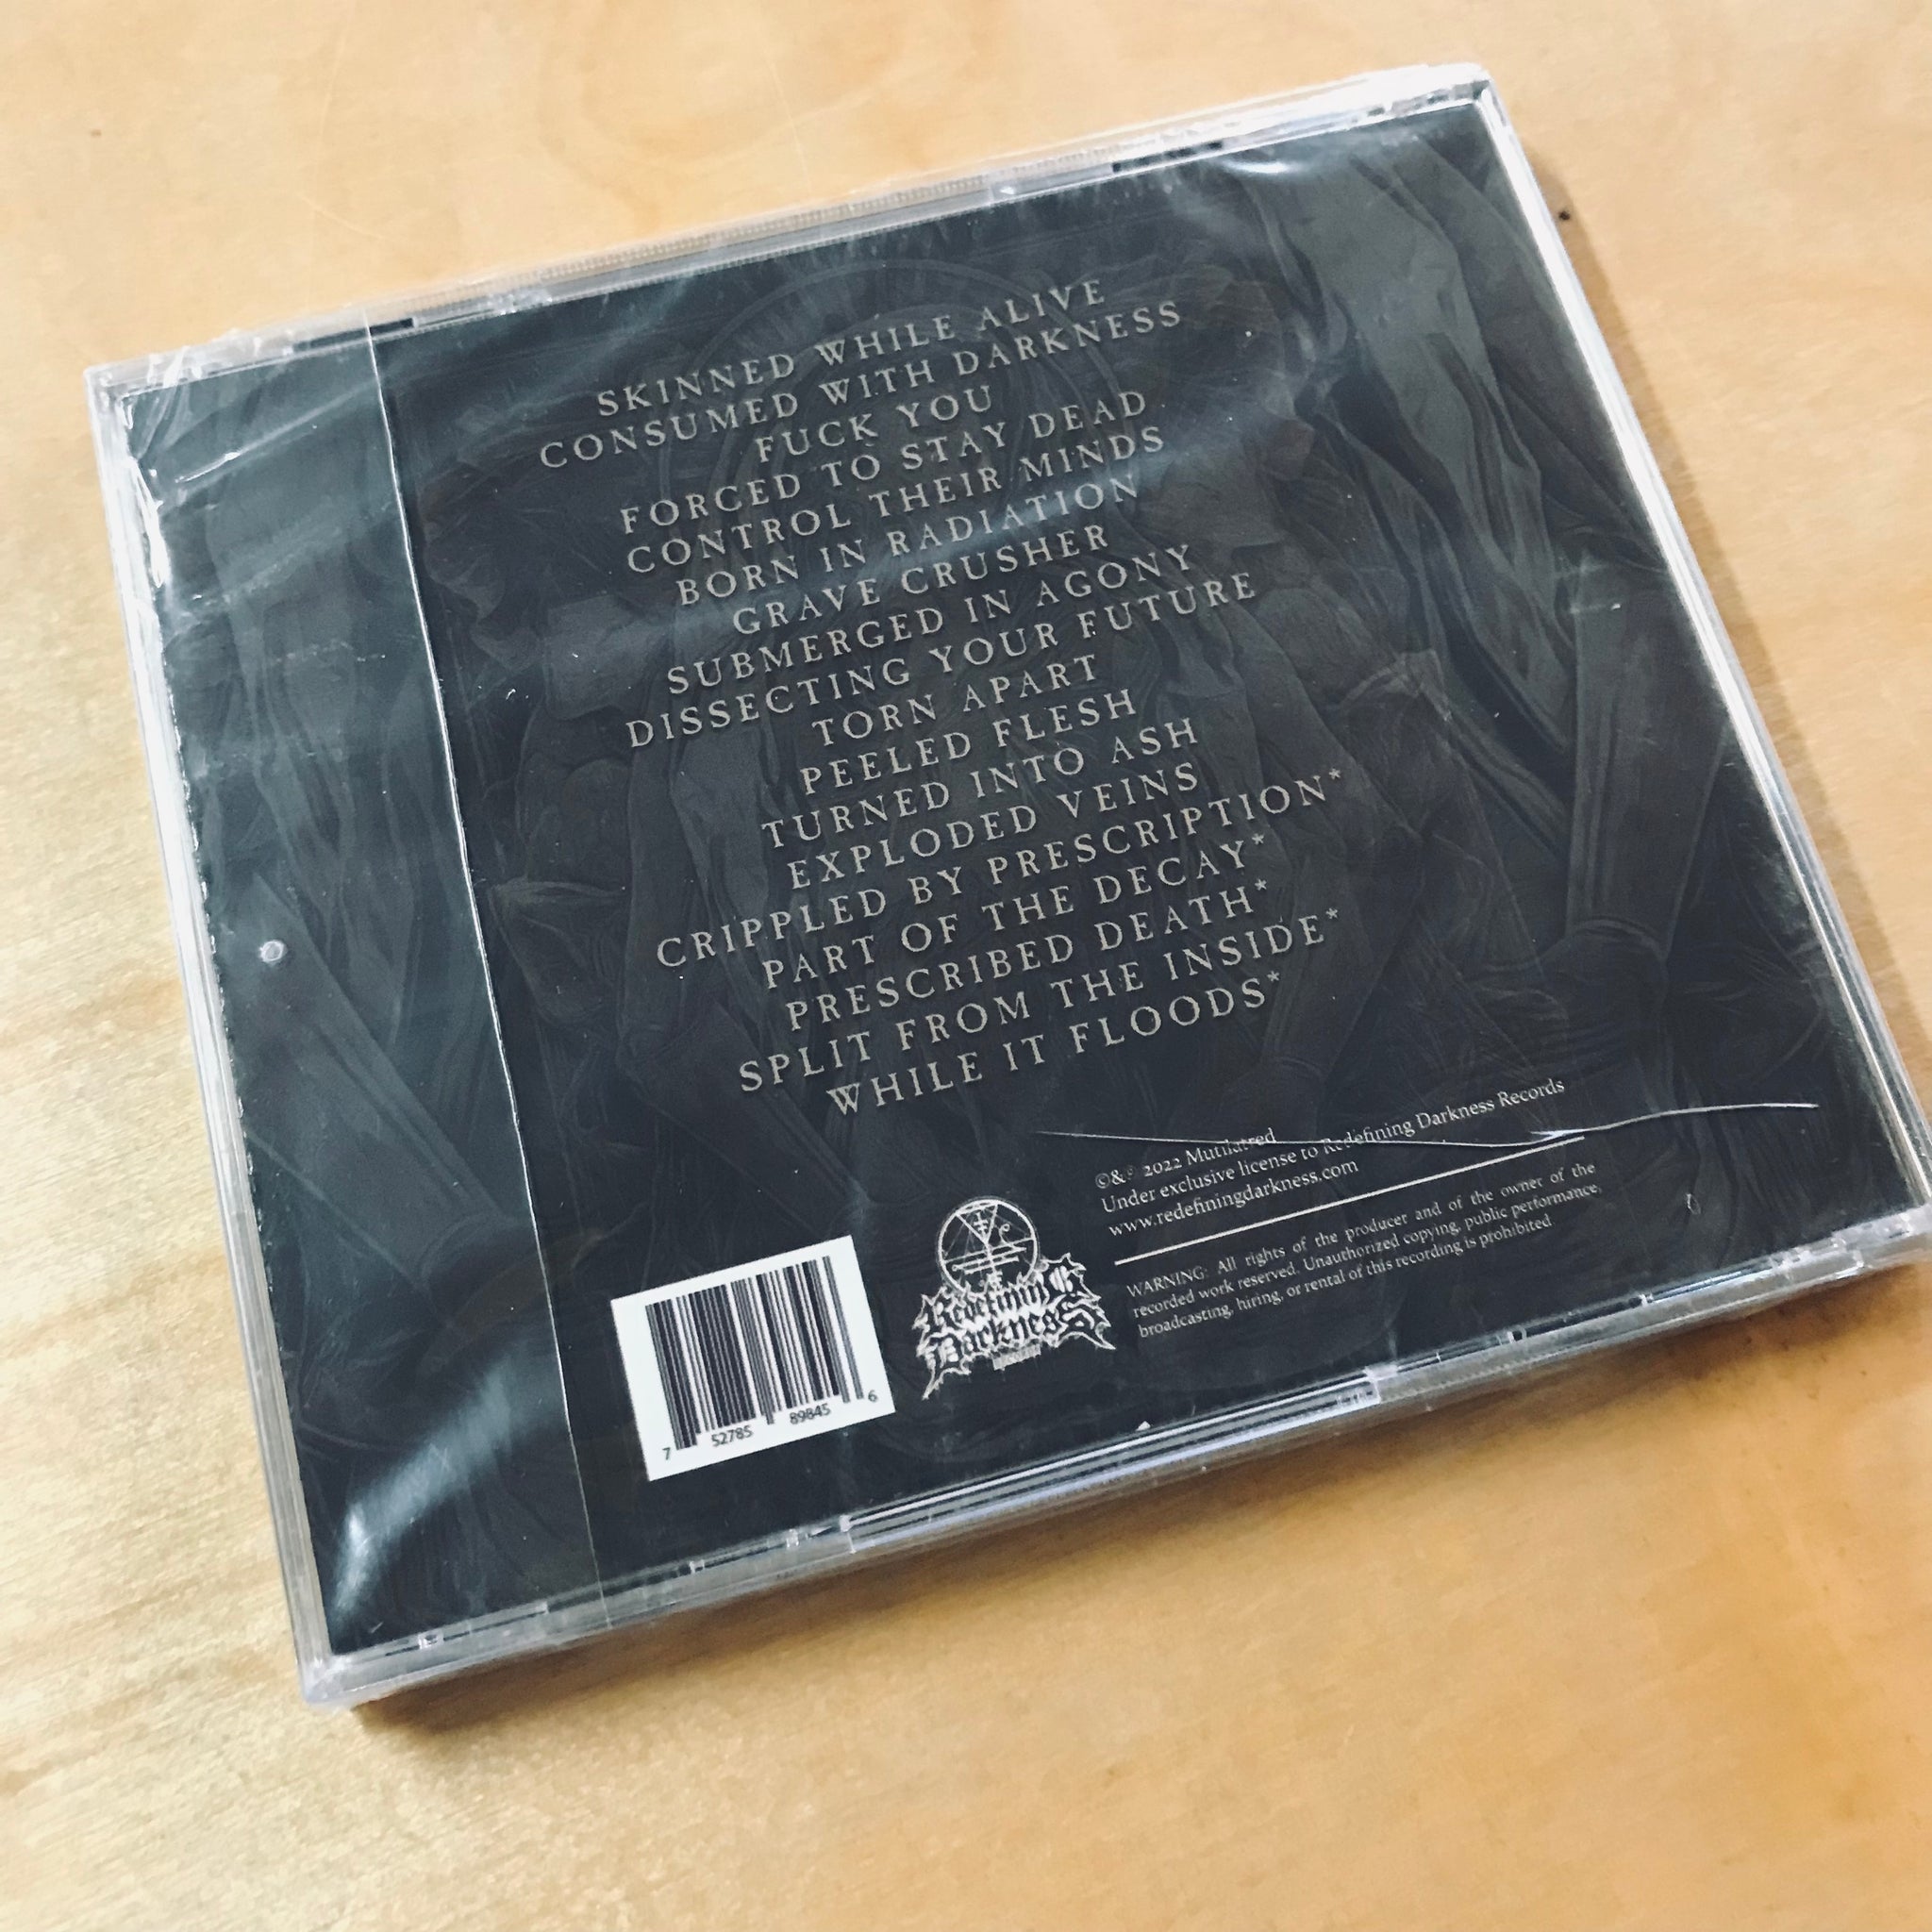 SKINNED WHILE ALIVE
CONSUMED WITH DARKNESS
FUCK YOU
FORCED TO STAY DEAD
CONTROL THEIR MINDS
BORN IN RADIATION
GRAVE CRUSHER
SUBMERGED IN AGONY
DISSECTING YOUR FUTURE
TORN APART
PEELED FLESH
TURNED INTO ASH
EXPLODED VEINS
CRIPPLED BY PRESCRIPTION*
PART OF THE DECAY*
PRESCRIBED DEATH*
SPLIT FROM THE INSIDE*
WHILE IT FLOODS*
©&℗ 2022 Mutilatred
Under exclusive license to Redefining Darkness Records
www.redefiningdarkness.com
WARNING: All rights of the producer and of the owner of the
recorded work reserved. Unauthorized copying, public performance,
broadcasting, hiring, or rental of this recording is prohibited.
Redefining
Darkness
7 52785 89845 6